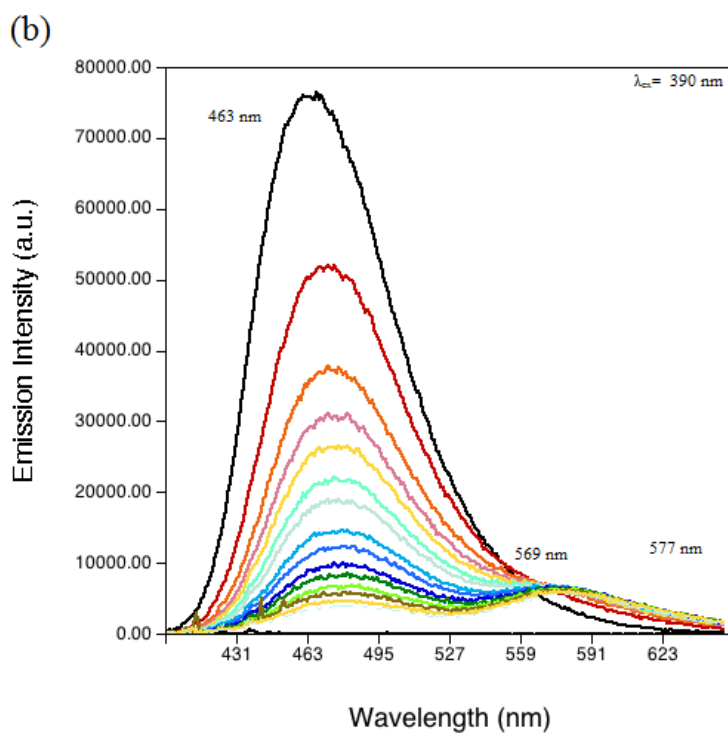 (b)
80000.00
λex= 390 nm
463 nm
70000.00
60000.00
50000.00
40000.00
30000.00
20000.00
10000.00
569 nm
577 nm
0.00
431 463 495 527 559 591 623
Emission Intensity (a.u.)
Wavelength (nm)